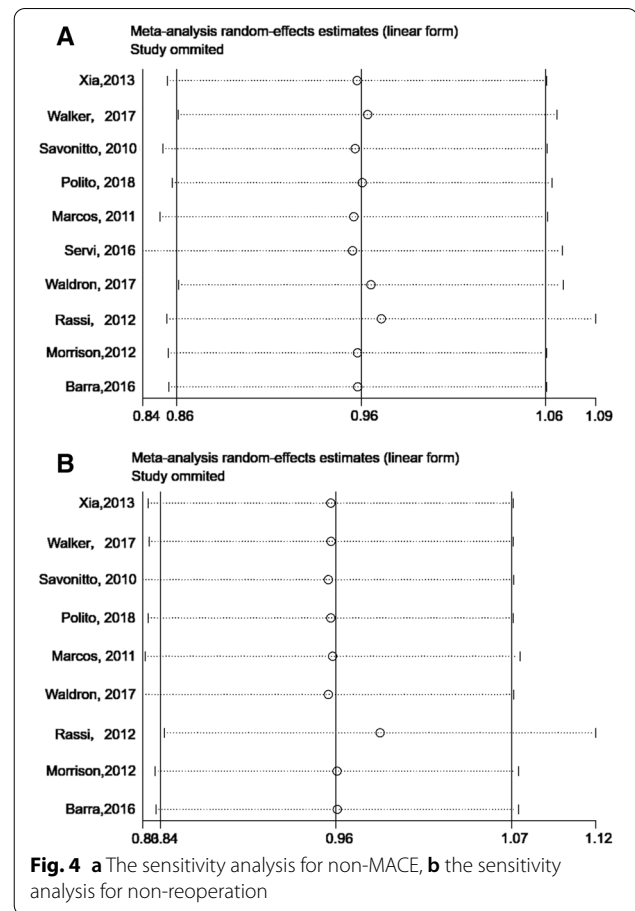 A
Meta-analysis random-effects estimates (linear form)
Study ommited
Xia,2013
Walker, 2017
Savonitto, 2010
Polito, 2018
Marcos, 2011
Servi, 2016
Waldron, 2017
Rassi, 2012
Morrison,2012
Barra,2016
0.84 0.86 0.96 1.06 1.09
B
Meta-analysis random-effects estimates (linear form)
Study ommited
Xia,2013
Walker, 2017
Savonitto, 2010
Polito, 2018
Marcos, 2011
Waldron, 2017
Rassi, 2012
Morrison,2012
Barra,2016
0.84 0.96 1.07 1.12
Fig. 4 a The sensitivity analysis for non-MACE, b the sensitivity
analysis for non-reoperation